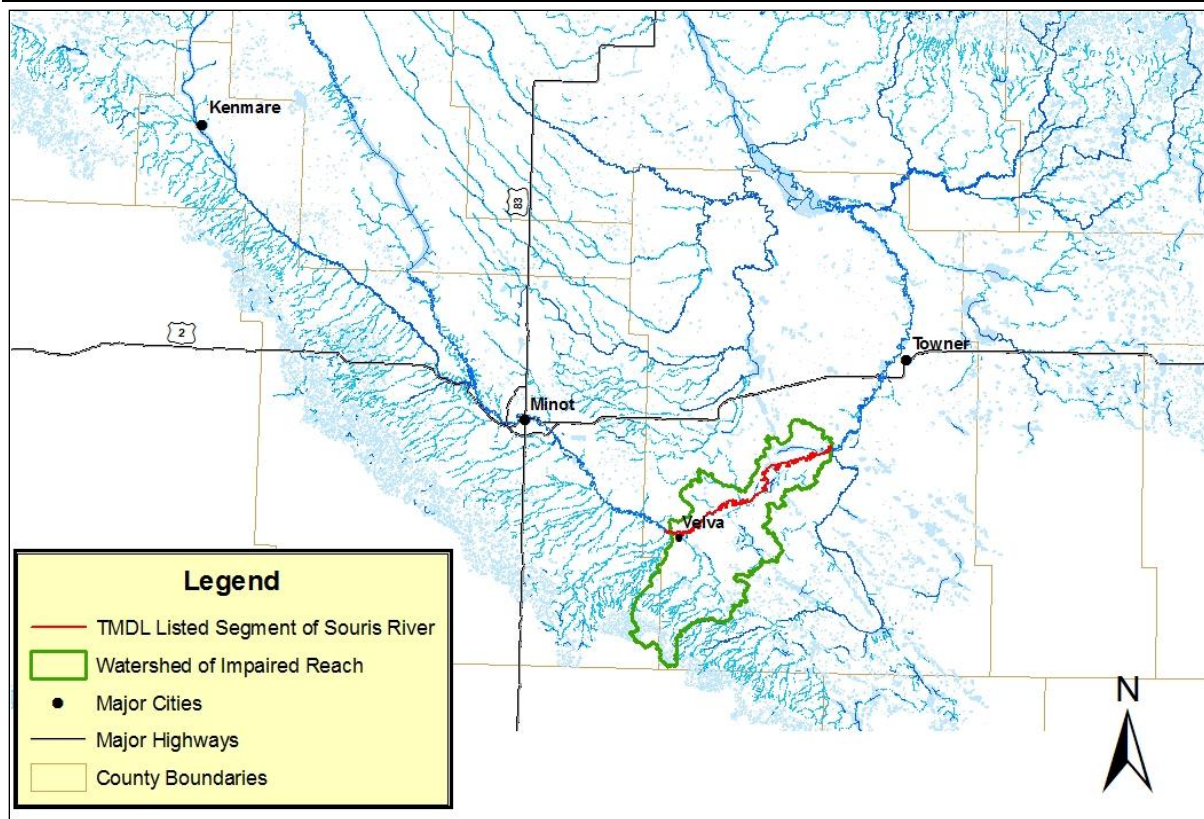 Kenmare
83
2
Towner
Minot
Velva
Legend
TMDL Listed Segment of Souris River
Watershed of Impaired Reach
Major Cities
Major Highways
County Boundaries
N